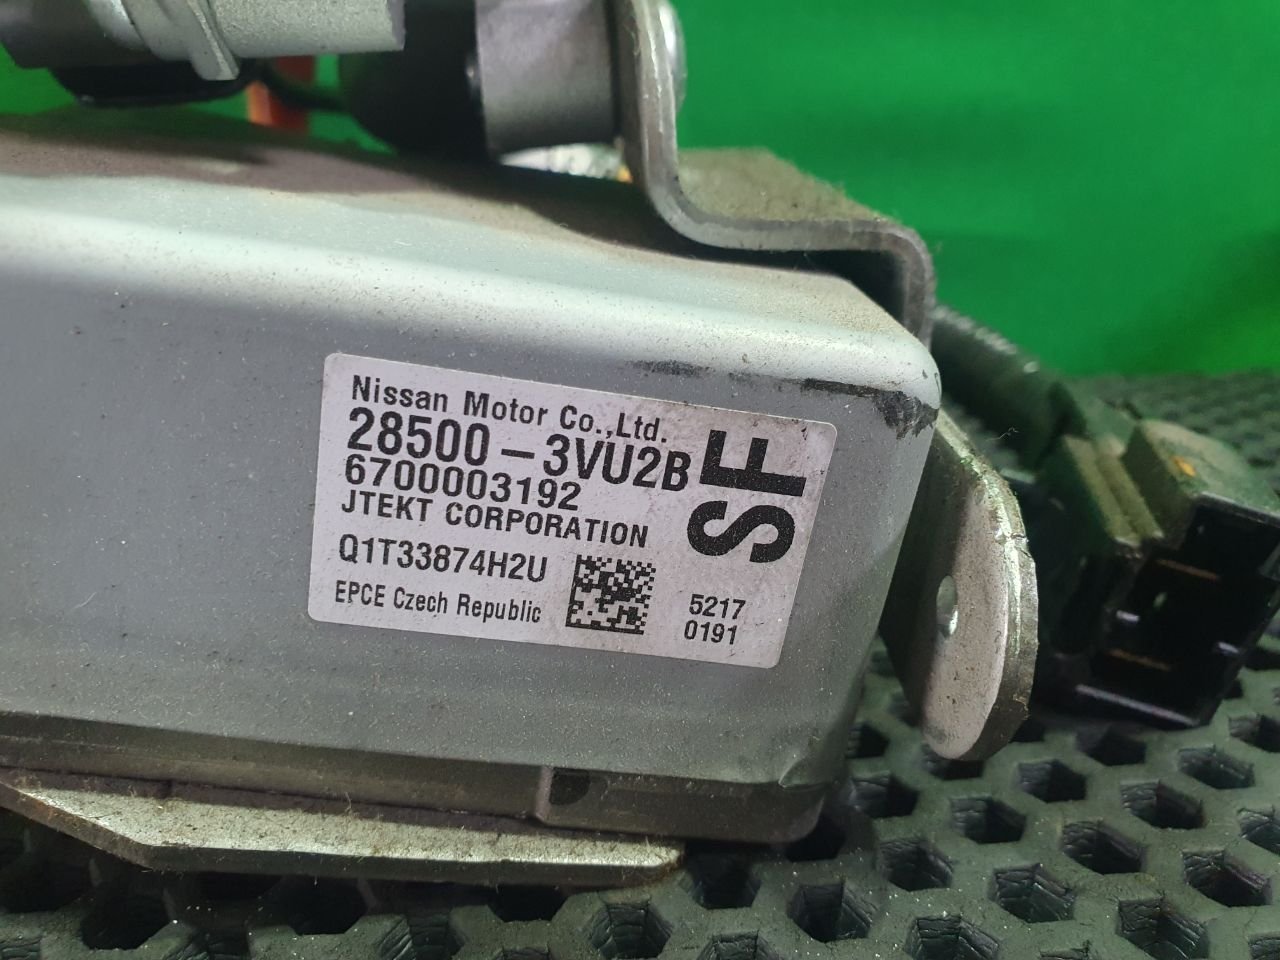 Nissan Motor Co.,Ltd.
28500-3VU2B
6700003192
JTEKT CORPORATION
Q1T33874H2U
EPCE Czech Republic
SF
5217
0191